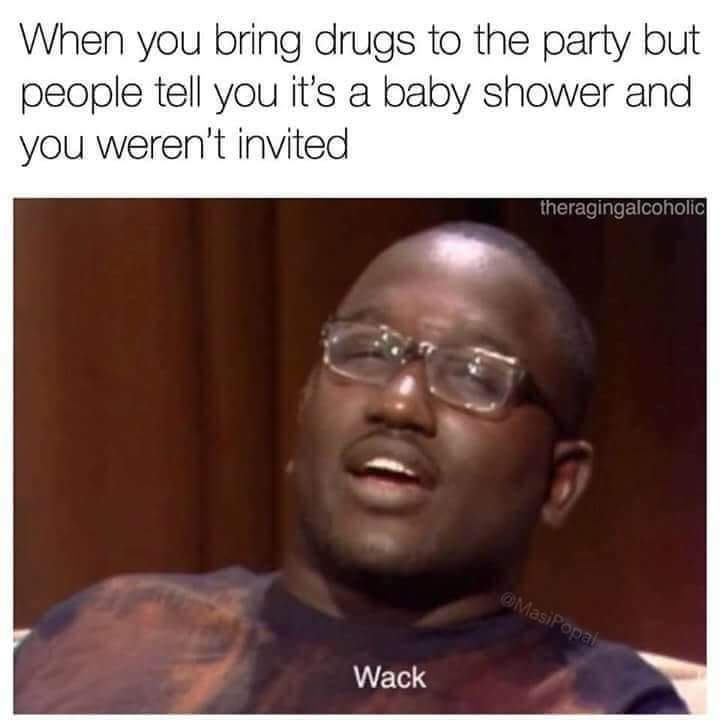 When you bring drugs to the party but
people tell you it's a baby shower and
you weren't invited
theragingalcoholic
@MasiPopal
Wack